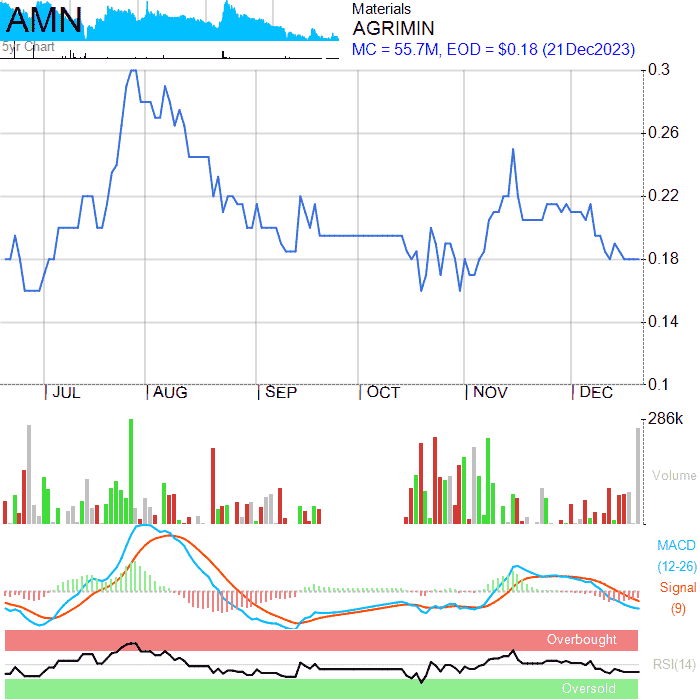 AMN
5yr Chart
Materials
AGRIMIN
MC = 55.7M, EOD = $0.18 (21Dec2023)
0.3
0.26
0.22
0.18
0.14
0.1
JUL AUG SEP OCT NOV DEC
286k
Volume
MACD
(12-26)
Signal
(9)
Overbought
RSI(14)
Oversold